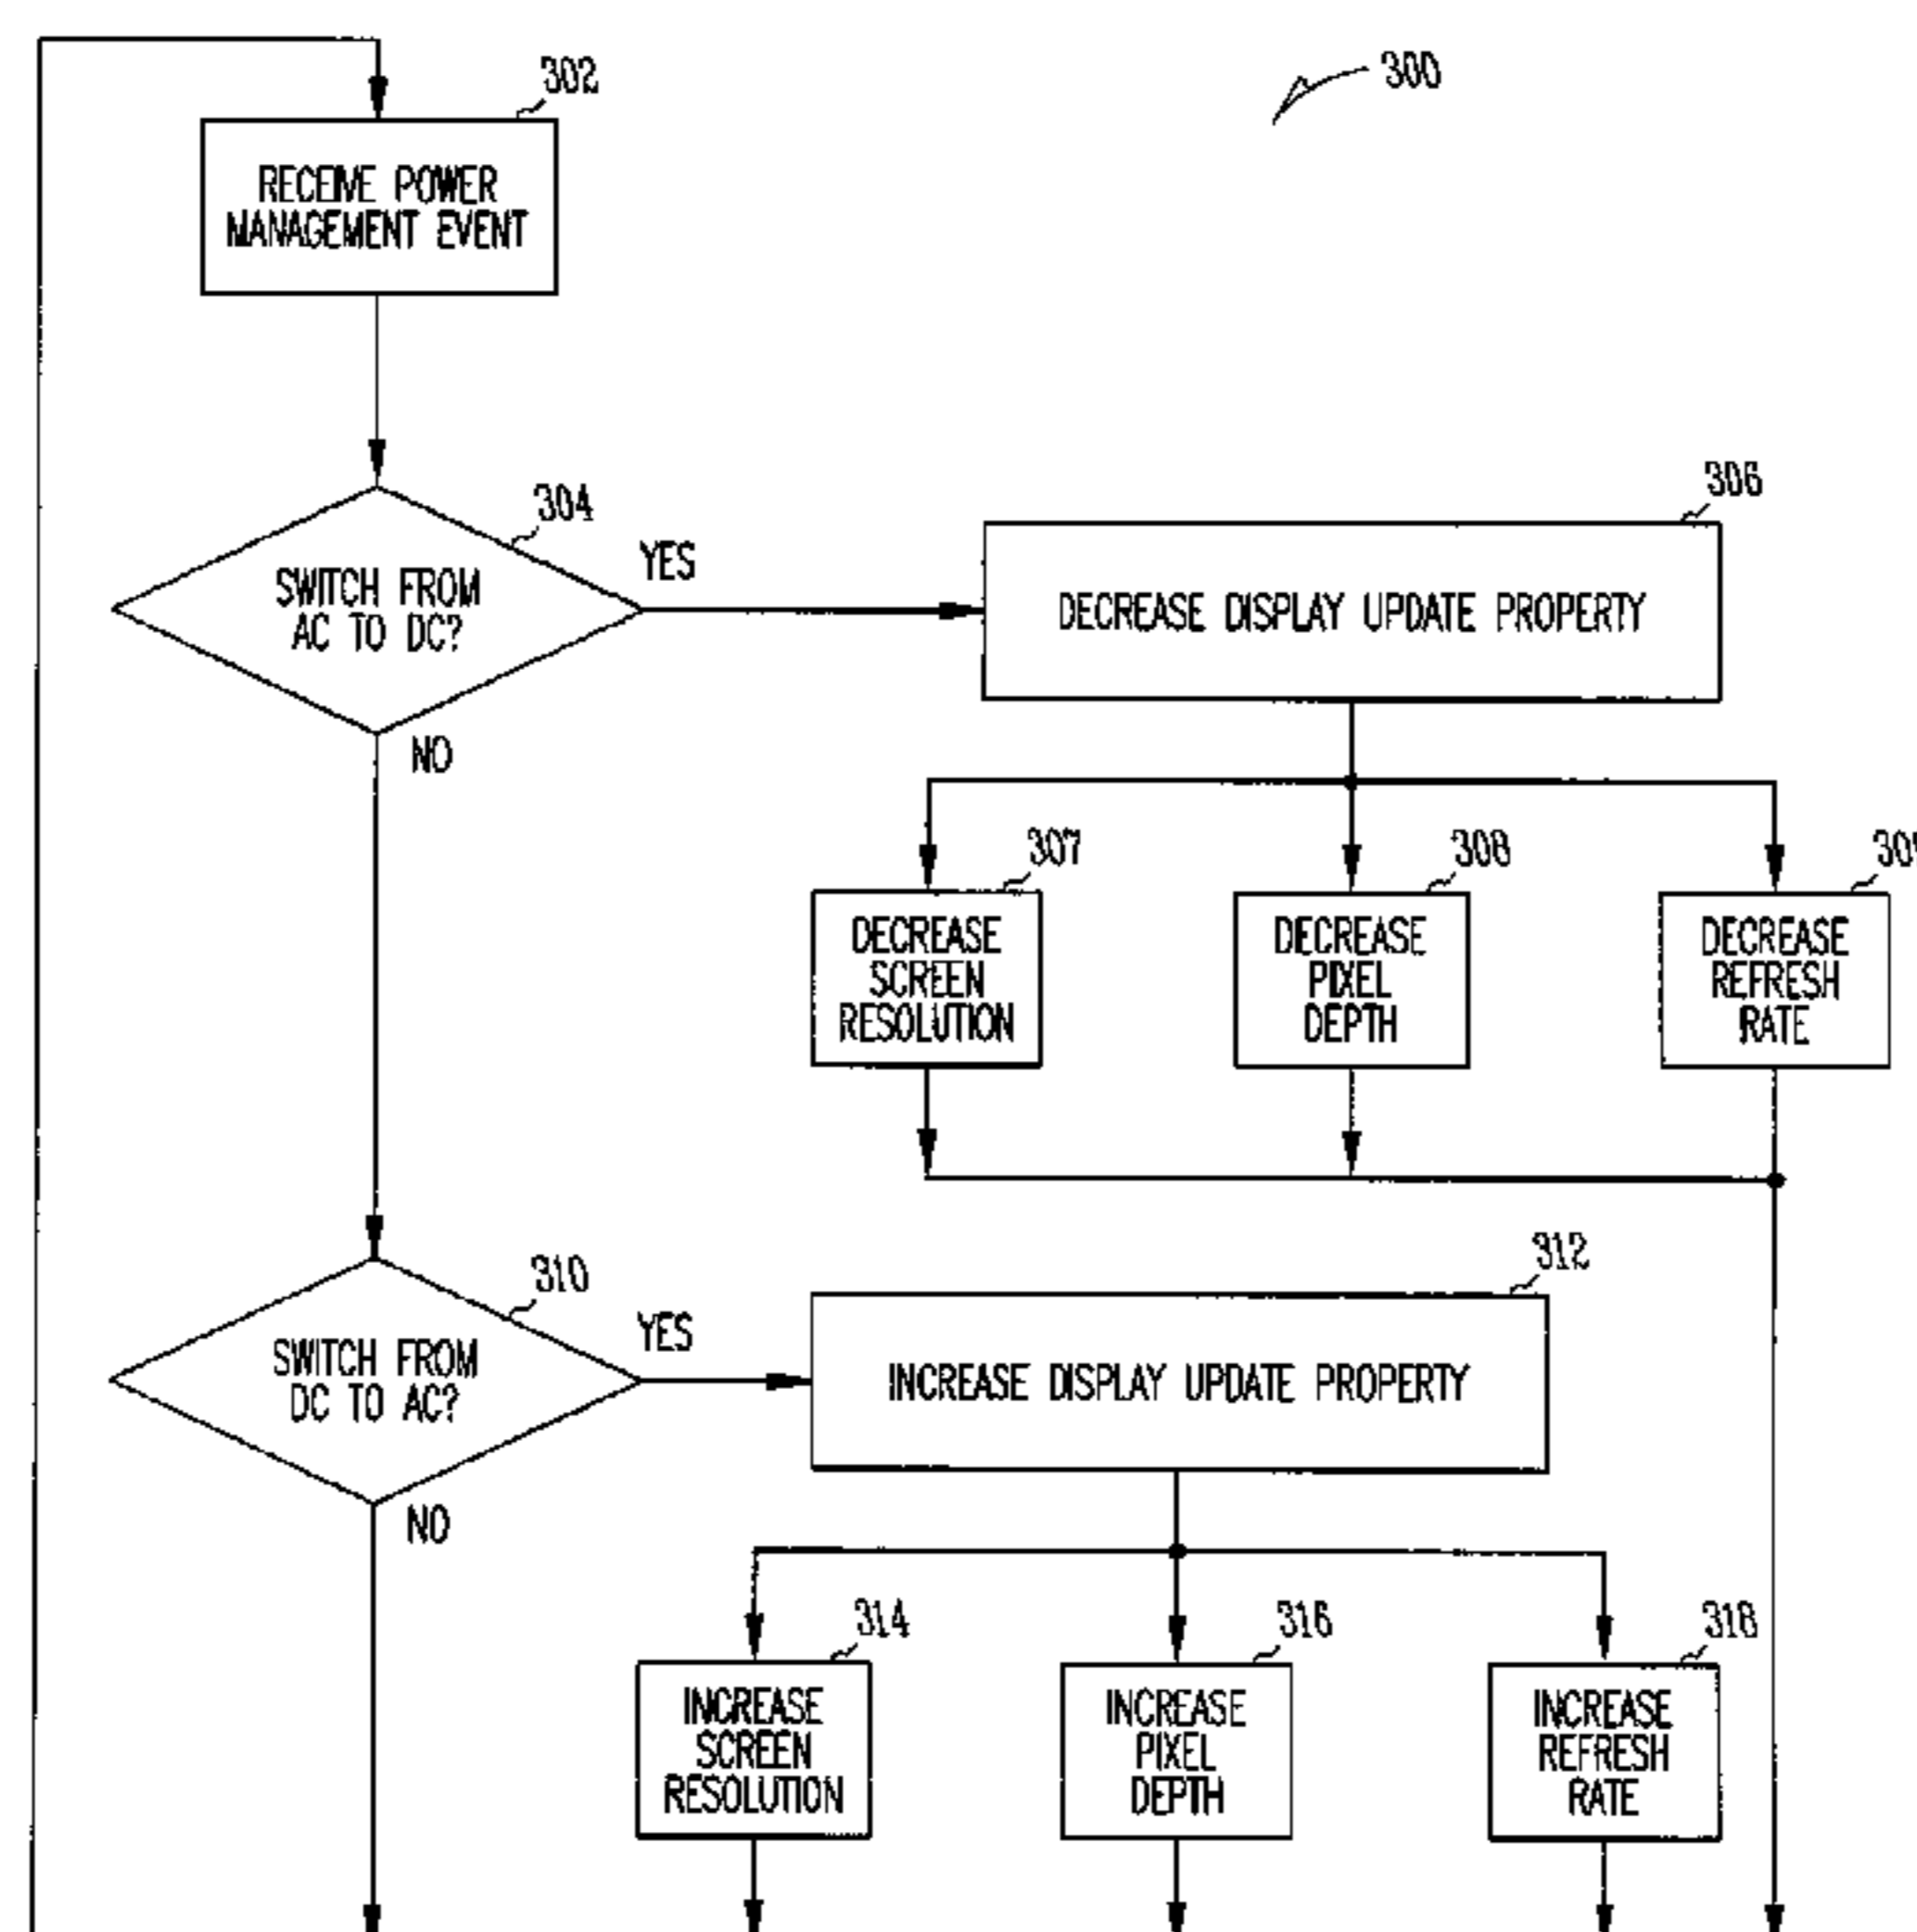 300
302
RECEIVE POWER
MANAGEMENT EVENT
304
SWITCH FROM
AC TO DC?
YES
NO
306
DECREASE DISPLAY UPDATE PROPERTY
307
DECREASE
SCREEN
RESOLUTION
308
DECREASE
PIXEL
DEPTH
DECREASE
REFRESH
RATE
310
SWITCH FROM
DC TO AC?
YES
NO
312
INCREASE DISPLAY UPDATE PROPERTY
314
INCREASE
SCREEN
RESOLUTION
316
INCREASE
PIXEL
DEPTH
318
INCREASE
REFRESH
RATE